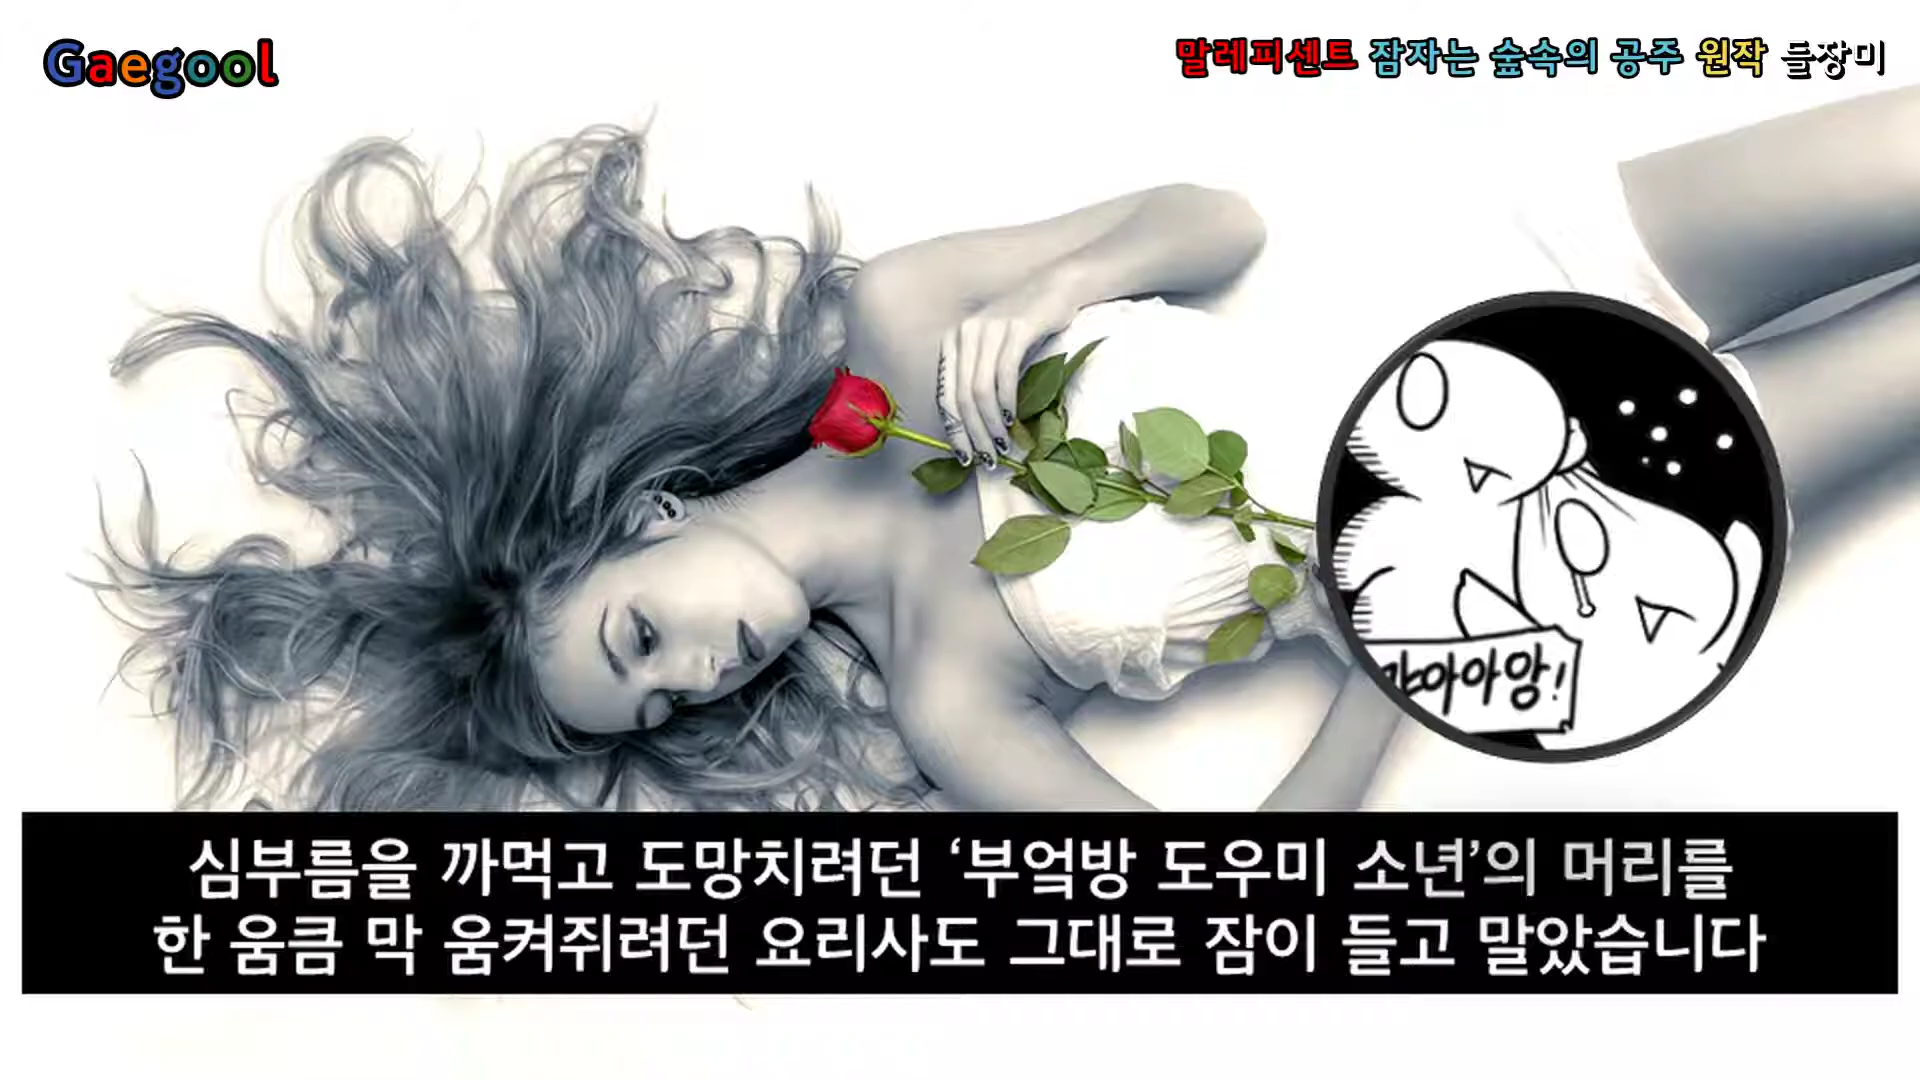 Gaegool
말레피센트 잠자는 숲속의 공주 원작 들장미
꺄아아앙!
심부름을 까먹고 도망치려던 ‘부엌방 도우미 소년’의 머리를
한 움큼 막 움켜쥐려던 요리사도 그대로 잠이 들고 말았습니다